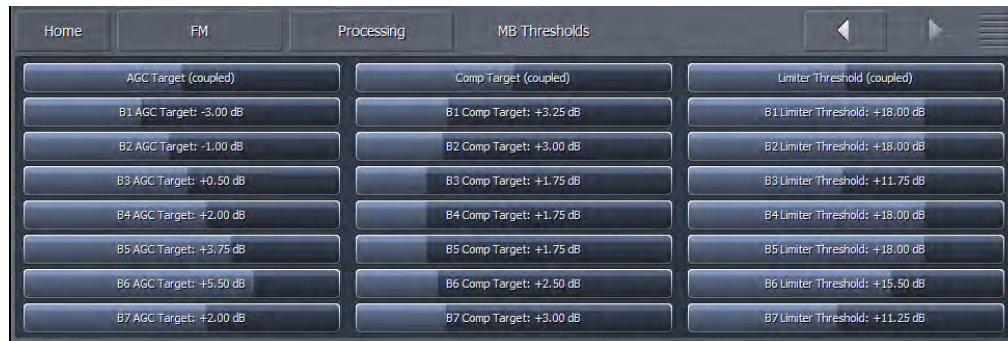 Home FM Processing MB Thresholds
AGC Target (coupled) Comp Target (coupled) Limiter Threshold (coupled)
B1 AGC Target: -3.00 dB B1 Comp Target: +3.25 dB B1 Limiter Threshold: +18.00 dB
B2 AGC Target: -1.00 dB B2 Comp Target: +3.00 dB B2 Limiter Threshold: +18.00 dB
B3 AGC Target: +0.50 dB B3 Comp Target: +1.75 dB B3 Limiter Threshold: +11.75 dB
B4 AGC Target: +2.00 dB B4 Comp Target: +1.75 dB B4 Limiter Threshold: +18.00 dB
B5 AGC Target: +3.75 dB B5 Comp Target: +1.75 dB B5 Limiter Threshold: +18.00 dB
B6 AGC Target: +5.50 dB B6 Comp Target: +2.50 dB B6 Limiter Threshold: +15.50 dB
B7 AGC Target: +2.00 dB B7 Comp Target: +3.00 dB B7 Limiter Threshold: +11.25 dB